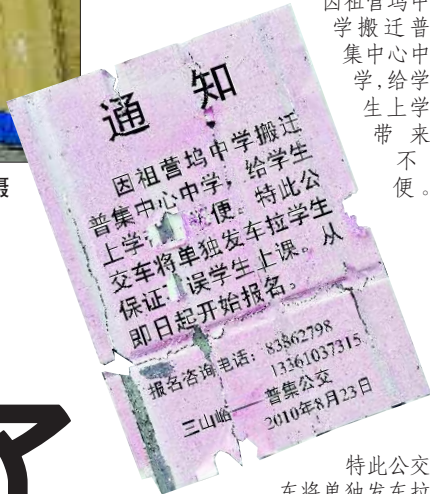 因祖营坞中
学搬迁普
集中心中
学,给学
生上学
带来
不
便。
通知
因祖营坞中学搬迁
普集中心中学，给学生
上学 便。特此公
交车将单独发车拉学生
保证 误学生上课。从
即日起开始报名。
报名咨询电话：83862798
13361037315
三山峪——普集公交
2010年8月23日
摄
特此公交
车将单独发车拉